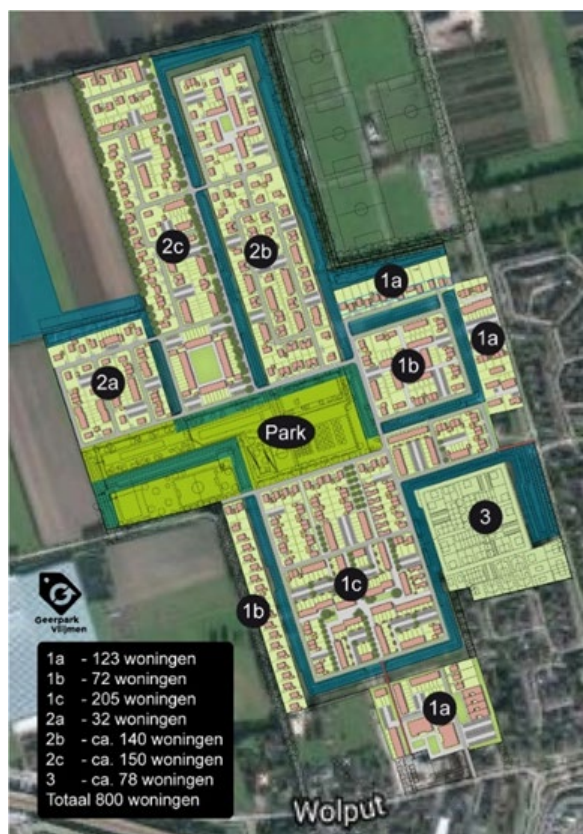 2c
2b
1a
1a
1b
2a
Park
3
1c
1b
Geerpark
Vlijmen
1a - 123 woningen
1b - 72 woningen
1c - 205 woningen
2a - 32 woningen
2b - ca. 140 woningen
2c - ca. 150 woningen
3 - ca. 78 woningen
Totaal 800 woningen
1a
Wolput